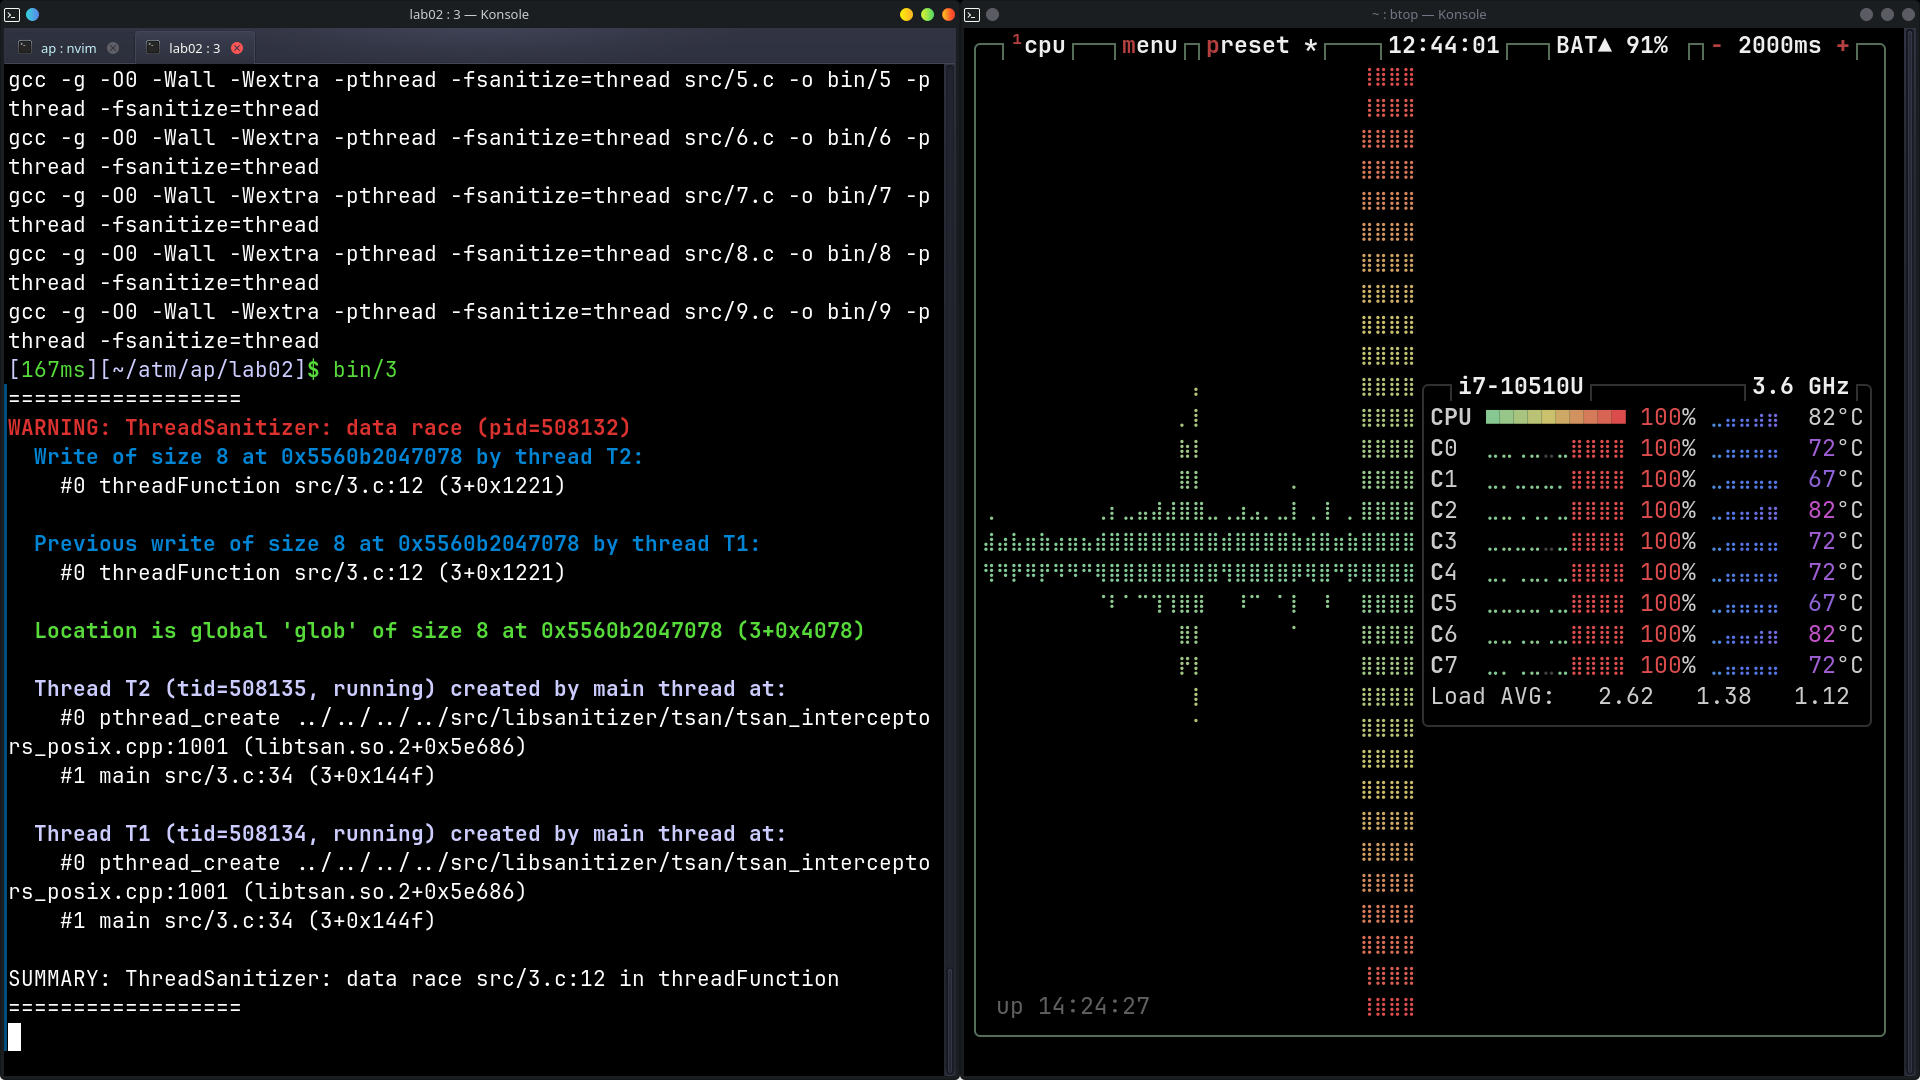 lab02 : 3 — Konsole
ap : nvim
lab02 : 3
gcc -g -O0 -Wall -Wextra -pthread -fsanitize=thread src/5.c -o bin/5 -p
thread -fsanitize=thread
gcc -g -O0 -Wall -Wextra -pthread -fsanitize=thread src/6.c -o bin/6 -p
thread -fsanitize=thread
gcc -g -O0 -Wall -Wextra -pthread -fsanitize=thread src/7.c -o bin/7 -p
thread -fsanitize=thread
gcc -g -O0 -Wall -Wextra -pthread -fsanitize=thread src/8.c -o bin/8 -p
thread -fsanitize=thread
gcc -g -O0 -Wall -Wextra -pthread -fsanitize=thread src/9.c -o bin/9 -p
thread -fsanitize=thread
[167ms][~/atm/ap/lab02]$ bin/3
==================
WARNING: ThreadSanitizer: data race (pid=508132)
  Write of size 8 at 0x5560b2047078 by thread T2:
    #0 threadFunction src/3.c:12 (3+0x1221)
  Previous write of size 8 at 0x5560b2047078 by thread T1:
    #0 threadFunction src/3.c:12 (3+0x1221)
  Location is global 'glob' of size 8 at 0x5560b2047078 (3+0x4078)
  Thread T2 (tid=508135, running) created by main thread at:
    #0 pthread_create ../../../../src/libsanitizer/tsan/tsan_intercepto
rs_posix.cpp:1001 (libtsan.so.2+0x5e686)
    #1 main src/3.c:34 (3+0x144f)
  Thread T1 (tid=508134, running) created by main thread at:
    #0 pthread_create ../../../../src/libsanitizer/tsan/tsan_intercepto
rs_posix.cpp:1001 (libtsan.so.2+0x5e686)
    #1 main src/3.c:34 (3+0x144f)
SUMMARY: ThreadSanitizer: data race src/3.c:12 in threadFunction
==================
~ : btop — Konsole
¹cpu menu preset * 12:44:01 BAT▲ 91% - 2000ms +
i7-10510U 3.6 GHz
CPU 100% 82°C
C0 100% 72°C
C1 100% 67°C
C2 100% 82°C
C3 100% 72°C
C4 100% 72°C
C5 100% 67°C
C6 100% 82°C
C7 100% 72°C
Load AVG: 2.62 1.38 1.12
up 14:24:27